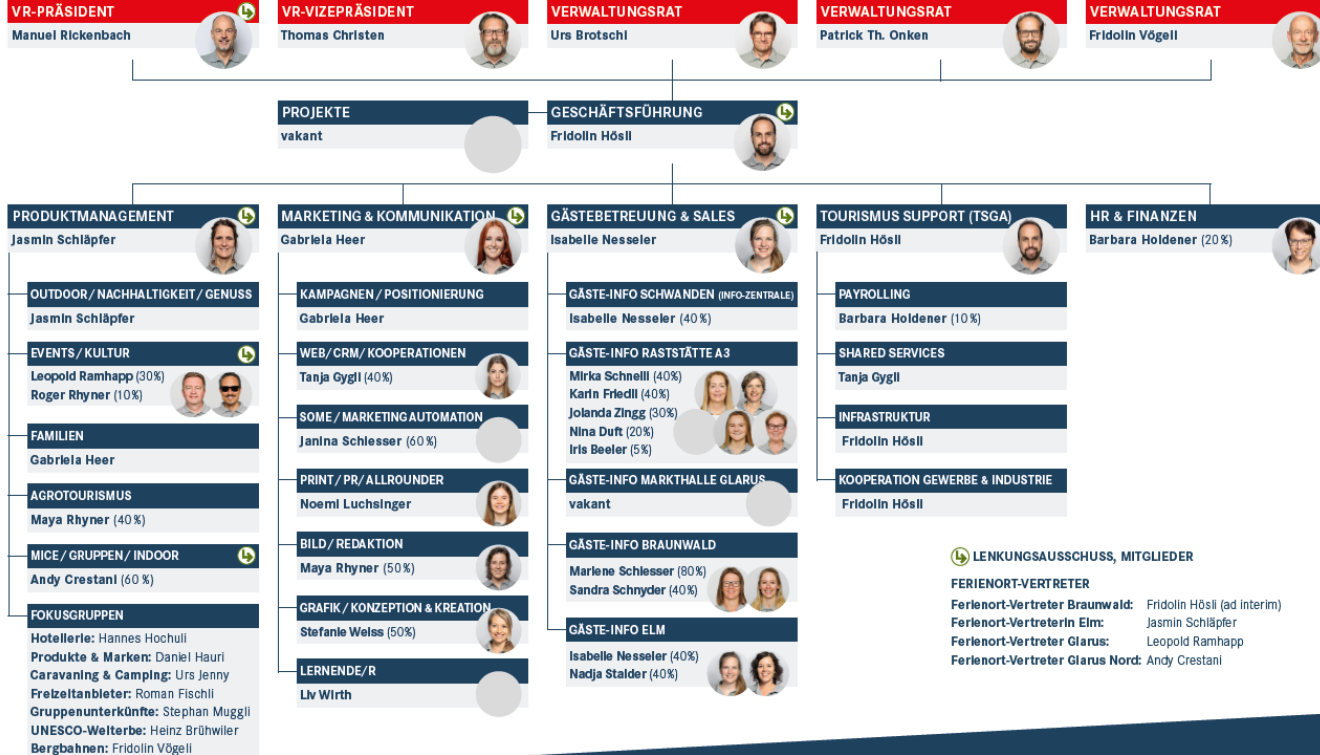 VR-PRÄSIDENT
Manuel Rickenbach
VR-VIZEPRÄSIDENT
Thomas Christen
VERWALTUNGSRAT
Urs Brotschi
VERWALTUNGSRAT
Patrick Th. Onken
VERWALTUNGSRAT
Fridolin Vögeli
PROJEKTE
vakant
GESCHÄFTSFÜHRUNG
Fridolin Hösli
PRODUKTMANAGEMENT
Jasmin Schläpfer
OUTDOOR / NACHHALTIGKEIT / GENUSS
Jasmin Schläpfer
EVENTS / KULTUR
Leopold Ramhapp (30%)
Roger Rhyner (10%)
FAMILIEN
Gabriela Heer
AGROTOURISMUS
Maya Rhyner (40%)
MICE / GRUPPEN / INDOOR
Andy Crestani (60%)
FOKUSGRUPPEN
Hotellerie: Hannes Hochuli
Produkte & Marken: Daniel Hauri
Caravaning & Camping: Urs Jenny
Freizeitanbieter: Roman Fischli
Gruppenunterkünfte: Stephan Muggli
UNESCO-Welterbe: Heinz Brühwiler
Bergbahnen: Fridolin Vögeli
MARKETING & KOMMUNIKATION
Gabriela Heer
KAMPAGNEN / POSITIONIERUNG
Gabriela Heer
WEB / CRM / KOOPERATIONEN
Tanja Gygli (40%)
SOME / MARKETING AUTOMATION
Janina Schiesser (60%)
PRINT / PR / ALLROUNDER
Noemi Luchsinger
BILD / REDAKTION
Maya Rhyner (50%)
GRAFIK / KONZEPTION & KREATION
Stefanie Weiss (50%)
LERNENDE/R
Liv Wirth
GÄSTEBETREUUNG & SALES
Isabelle Nesseler
GÄSTE-INFO SCHWANDEN (INFO-ZENTRALE)
Isabelle Nesseler (40%)
GÄSTE-INFO RASTSTÄTTE A3
Mirka Schnelli (40%)
Karin Friedli (40%)
Jolanda Zingg (30%)
Nina Duft (20%)
Iris Beeler (5%)
GÄSTE-INFO MARKTHALLE GLARUS
vakant
GÄSTE-INFO BRAUNWALD
Marlene Schiesser (80%)
Sandra Schnyder (40%)
GÄSTE-INFO ELM
Isabelle Nesseler (40%)
Nadja Stalder (40%)
TOURISMUS SUPPORT (TSGA)
Fridolin Hösli
PAYROLLING
Barbara Holdener (10%)
SHARED SERVICES
Tanja Gygli
INFRASTRUKTUR
Fridolin Hösli
KOOPERATION GEWERBE & INDUSTRIE
Fridolin Hösli
HR & FINANZEN
Barbara Holdener (20%)
LENKUNGSAUSSCHUSS, MITGLIEDER
FERIENORT-VERTRETER
Ferienort-Vertreter Braunwald: Fridolin Hösli (ad interim)
Ferienort-Vertreterin Elm: Jasmin Schläpfer
Ferienort-Vertreter Glarus: Leopold Ramhapp
Ferienort-Vertreter Glarus Nord: Andy Crestani